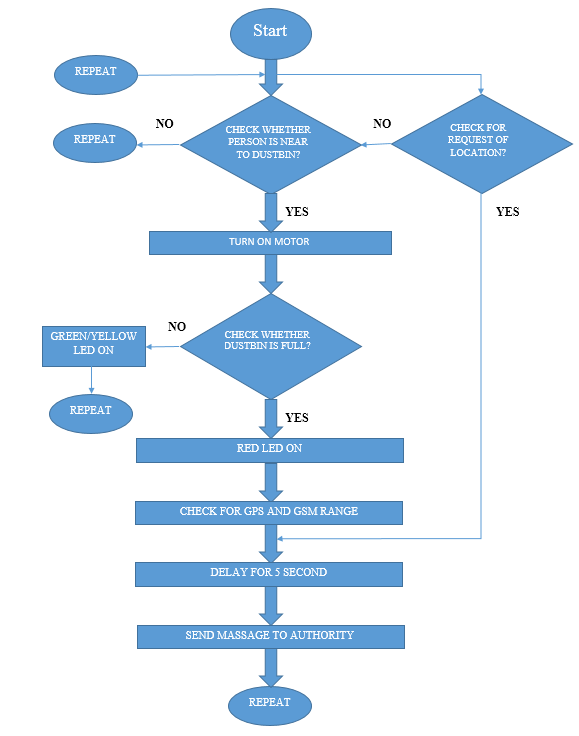 Start
REPEAT
NO
REPEAT
CHECK WHETHER
PERSON IS NEAR
TO DUSTBIN?
NO
CHECK FOR
REQUEST OF
LOCATION?
YES
YES
TURN ON MOTOR
NO
CHECK WHETHER
DUSTBIN IS FULL?
GREEN/YELLOW
LED ON
REPEAT
YES
RED LED ON
CHECK FOR GPS AND GSM RANGE
DELAY FOR 5 SECOND
SEND MASSAGE TO AUTHORITY
REPEAT